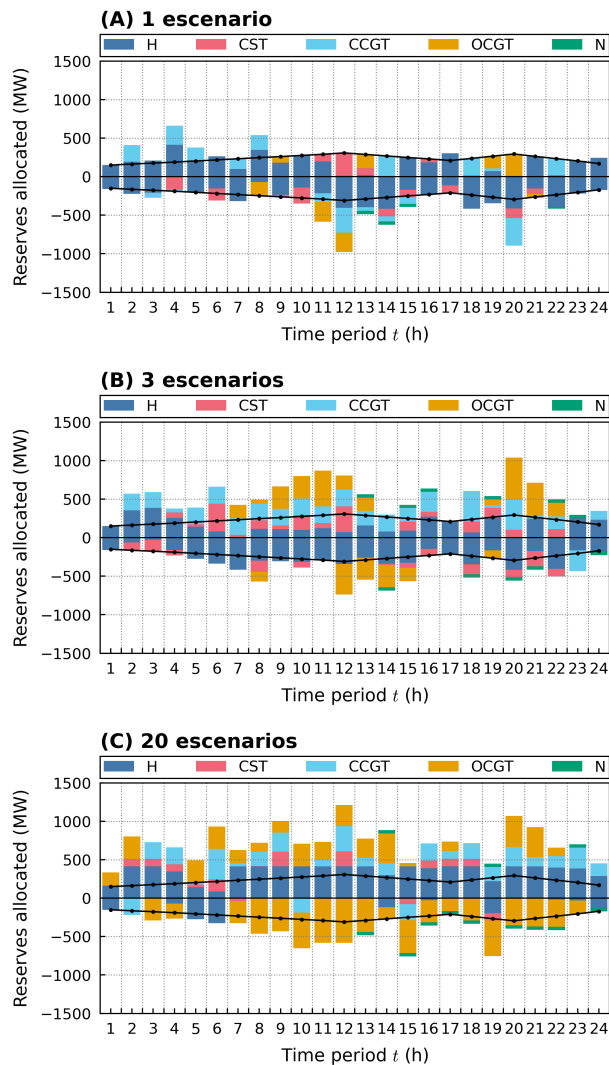 (A) 1 escenario
H CST CCGT OCGT N
1500
1000
500
0
−500
−1000
−1500
Reserves allocated (MW)
1 2 3 4 5 6 7 8 9 10 11 12 13 14 15 16 17 18 19 20 21 22 23 24
Time period t (h)
(B) 3 escenarios
H CST CCGT OCGT N
1500
1000
500
0
−500
−1000
−1500
Reserves allocated (MW)
1 2 3 4 5 6 7 8 9 10 11 12 13 14 15 16 17 18 19 20 21 22 23 24
Time period t (h)
(C) 20 escenarios
H CST CCGT OCGT N
1500
1000
500
0
−500
−1000
−1500
Reserves allocated (MW)
1 2 3 4 5 6 7 8 9 10 11 12 13 14 15 16 17 18 19 20 21 22 23 24
Time period t (h)